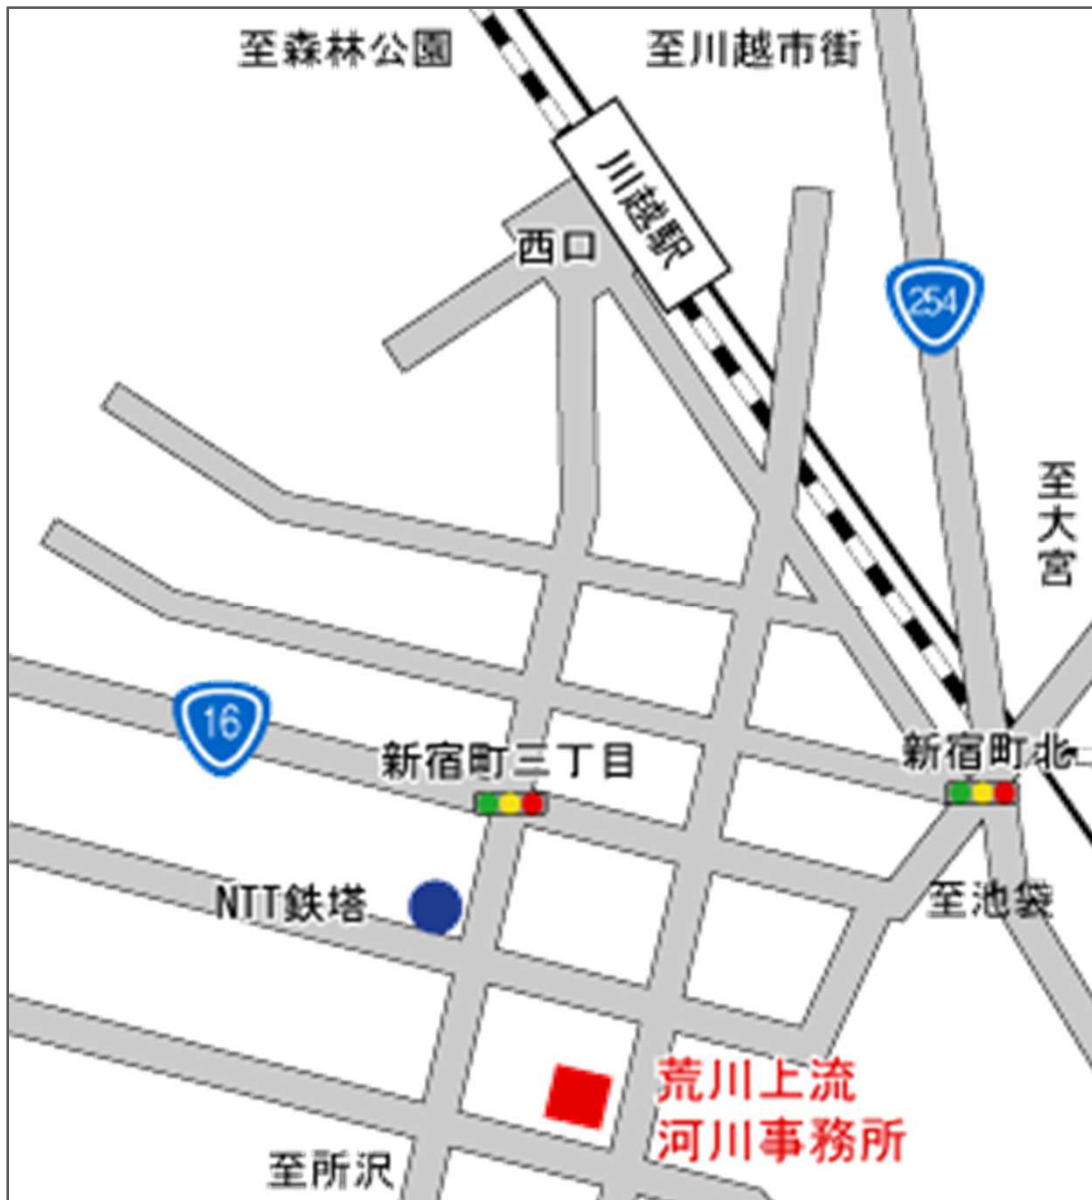 至森林公園
至川越市街
川越駅
西口
254
至大宮
16
新宿町三丁目
新宿町北
NTT鉄塔
至池袋
荒川上流
河川事務所
至所沢